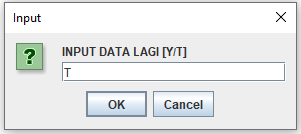 Input
?
INPUT DATA LAGI [Y/T]
T
OK
Cancel